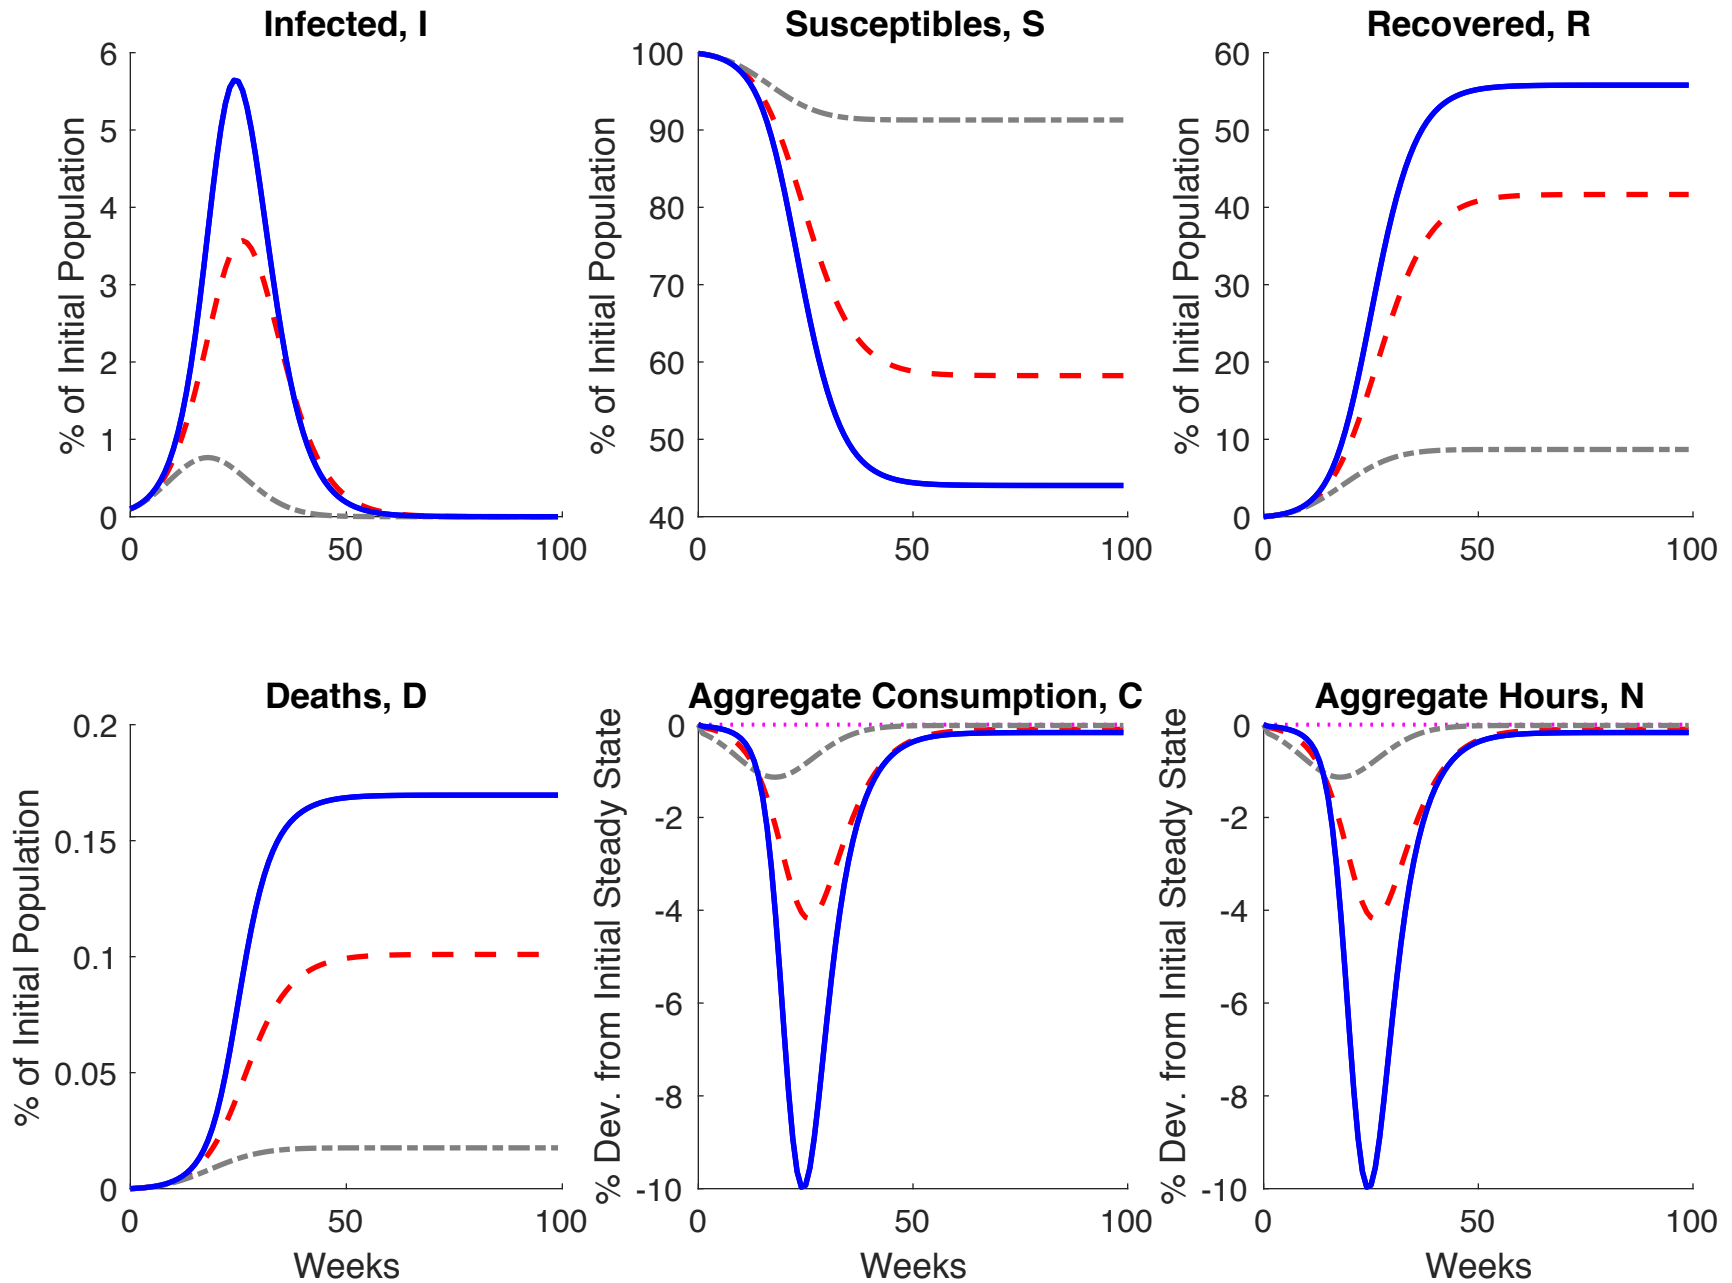 Infected, I
% of Initial Population
6
5
4
3
2
1
0
0 50 100
Susceptibles, S
% of Initial Population
100
90
80
70
60
50
40
0 50 100
Recovered, R
% of Initial Population
60
50
40
30
20
10
0
0 50 100
Deaths, D
% of Initial Population
0.2
0.15
0.1
0.05
0
0 50 100
Weeks
Aggregate Consumption, C
% Dev. from Initial Steady State
0
-2
-4
-6
-8
-10
0 50 100
Weeks
Aggregate Hours, N
% Dev. from Initial Steady State
0
-2
-4
-6
-8
-10
0 50 100
Weeks